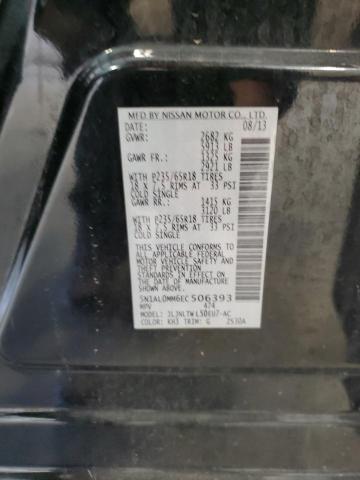 MFD BY NISSAN MOTOR CO., LTD.
DATE: 08/13
GVWR: 2682 KG
5913 LB
GAWR FR.: 1325 KG
2921 LB
WITH P235/65R18 TIRES
18 X 7.5 RIMS AT 33 PSI
COLD SINGLE
GAWR RR.: 1415 KG
3120 LB
WITH P235/65R18 TIRES
18 X 7.5 RIMS AT 33 PSI
COLD SINGLE
THIS VEHICLE CONFORMS TO
ALL APPLICABLE FEDERAL
MOTOR VEHICLE SAFETY AND
THEFT PREVENTION
STANDARDS IN EFFECT ON
THE DATE OF MANUFACTURE
SHOWN ABOVE.
5N1AL0MM6EC506393
MPV 474
MODEL: JLJNLTWL50EU7-AC
COLOR: KH3 TRIM: G 2530A